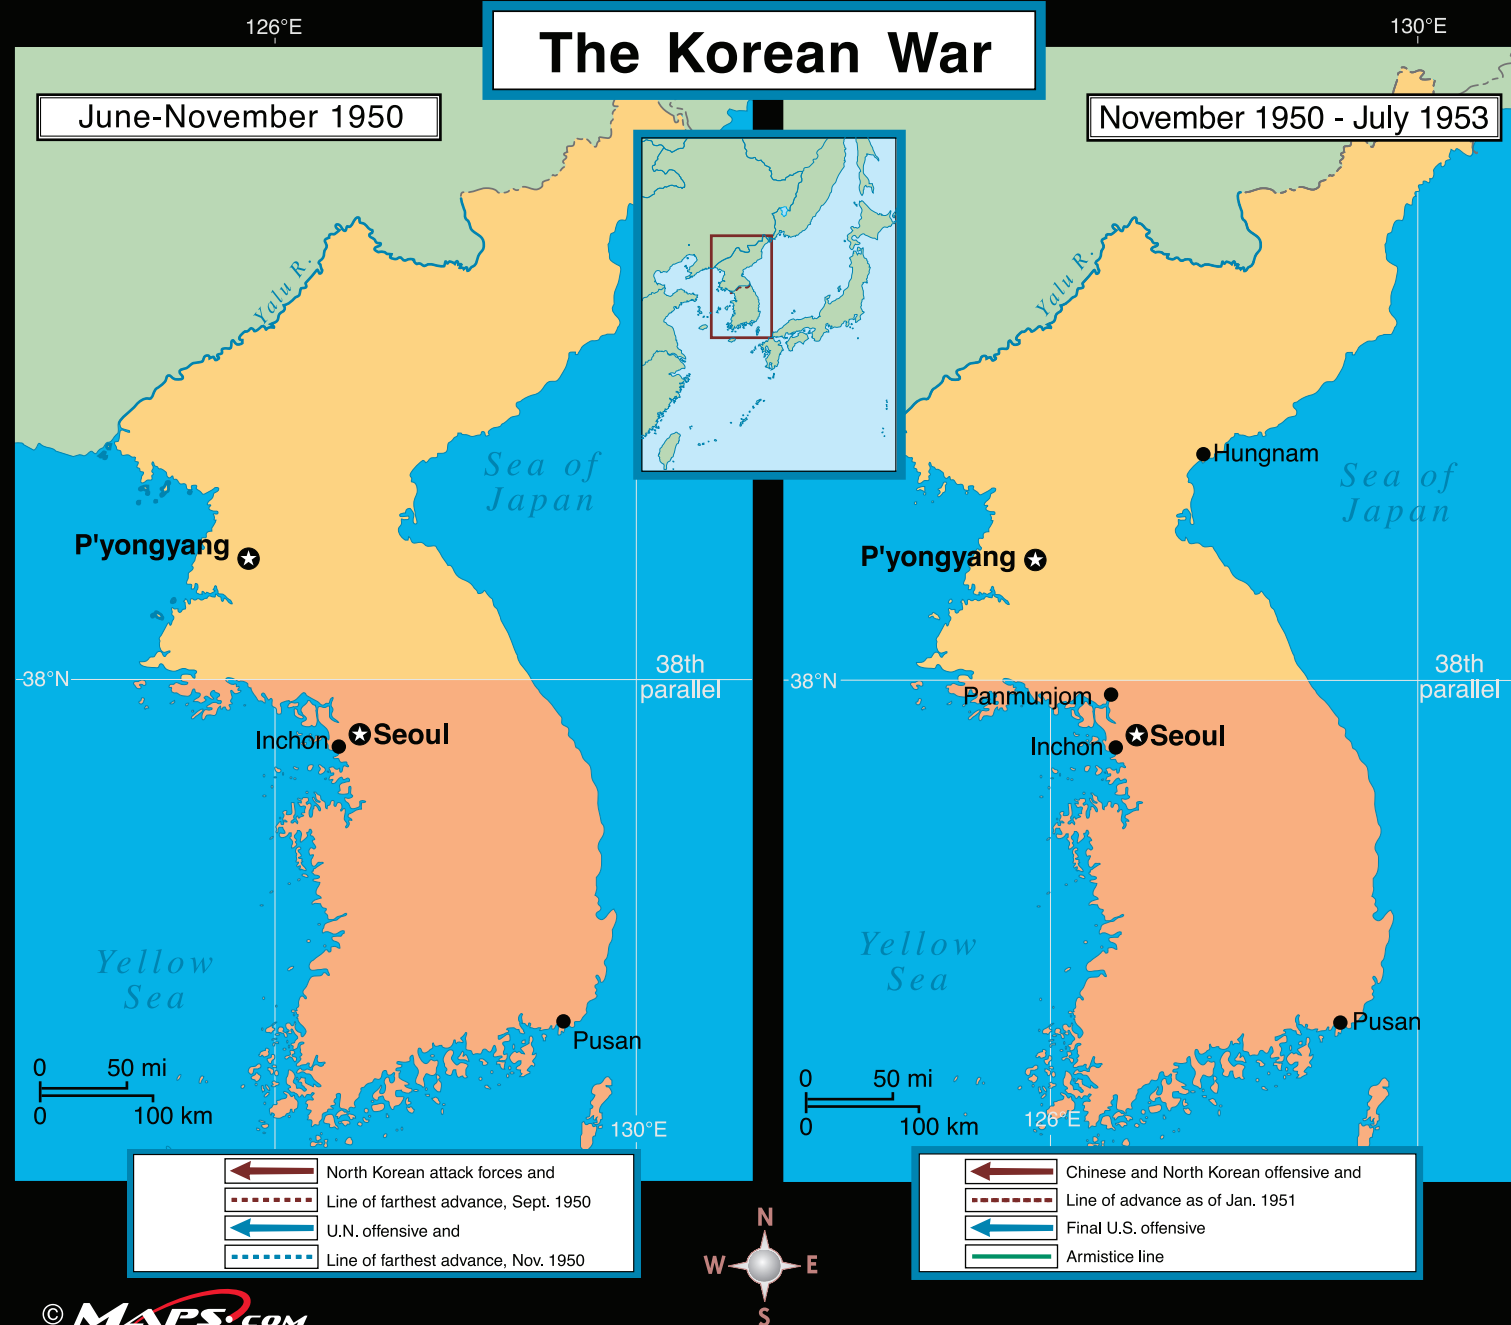 The Korean War
126°E
130°E
June-November 1950
November 1950 - July 1953
Yalu R.
Sea of
Japan
P'yongyang
38°N
38th
parallel
Inchon
Seoul
Yellow
Sea
Pusan
0 50 mi
0 100 km
130°E
North Korean attack forces and
Line of farthest advance, Sept. 1950
U.N. offensive and
Line of farthest advance, Nov. 1950
Yalu R.
Hungnam
Sea of
Japan
P'yongyang
38°N
38th
parallel
Panmunjom
Inchon
Seoul
Yellow
Sea
Pusan
0 50 mi
0 100 km
126°E
Chinese and North Korean offensive and
Line of advance as of Jan. 1951
Final U.S. offensive
Armistice line
N
W E
S
© MAPS.COM